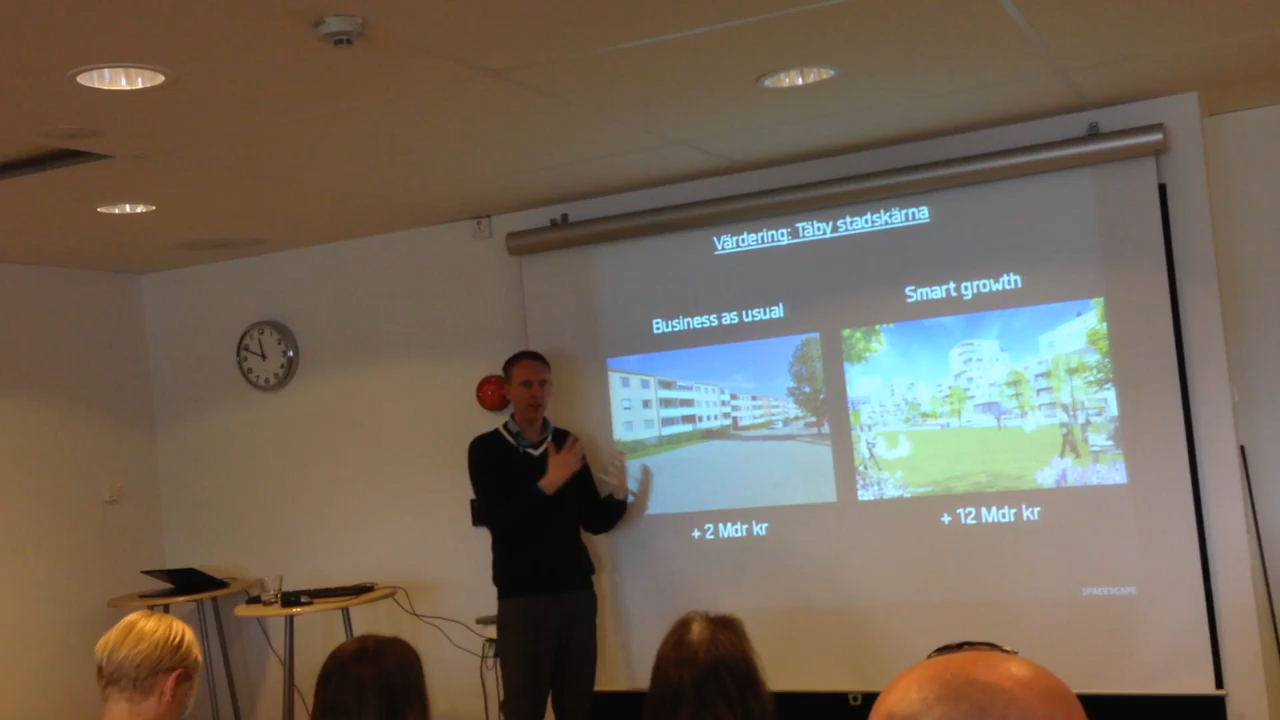 Värdering: Täby stadskärna
Business as usual
Smart growth
+ 2 Mdr kr
+ 12 Mdr kr
SPACESCAPE